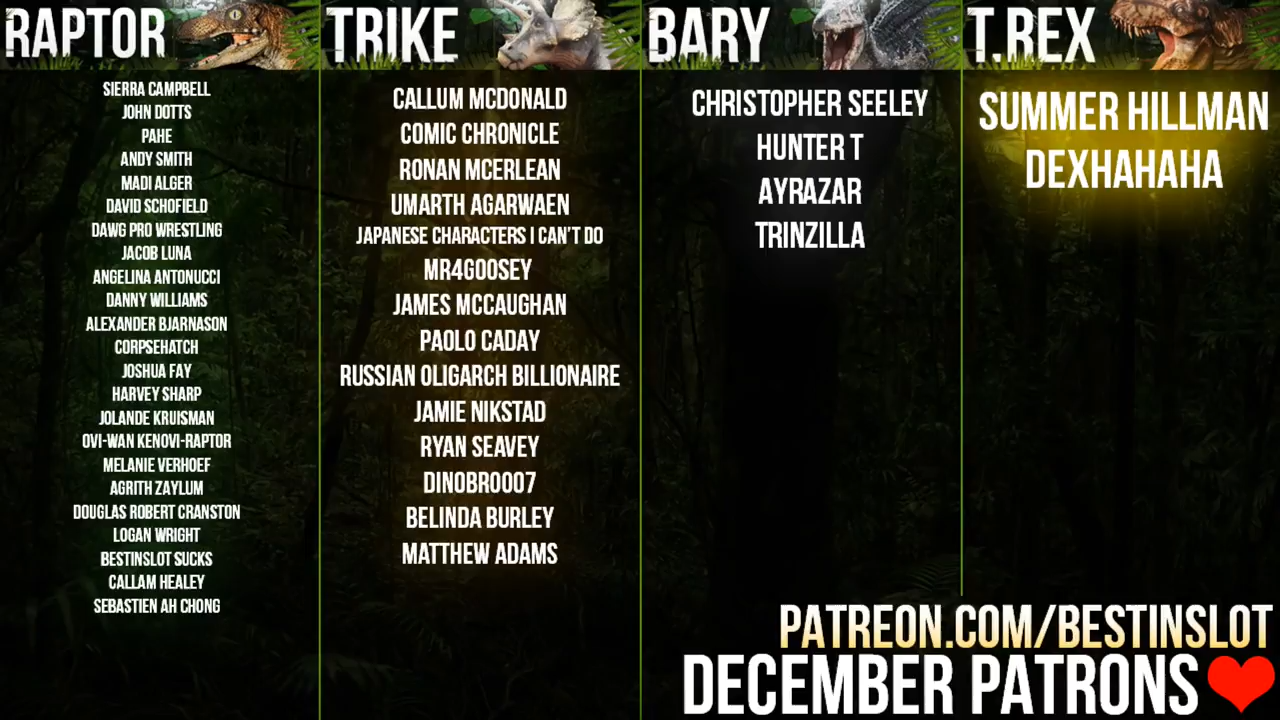 RAPTOR
SIERRA CAMPBELL
JOHN DOTTS
PAHE
ANDY SMITH
MADI ALGER
DAVID SCHOFIELD
DAWG PRO WRESTLING
JACOB LUNA
ANGELINA ANTONUCCI
DANNY WILLIAMS
ALEXANDER BJARNASON
CORPSEHATCH
JOSHUA FAY
HARVEY SHARP
JOLANDE KRUISMAN
OVI-WAN KENOVI-RAPTOR
MELANIE VERHOEF
AGRITH ZAYLUM
DOUGLAS ROBERT CRANSTON
LOGAN WRIGHT
BESTINSLOT SUCKS
CALLAM HEALEY
SEBASTIEN AH CHONG
TRIKE
CALLUM MCDONALD
COMIC CHRONICLE
RONAN MCERLEAN
UMARTH AGARWAEN
JAPANESE CHARACTERS I CAN'T DO
MR4GOOSEY
JAMES MCCAUGHAN
PAOLO CADAY
RUSSIAN OLIGARCH BILLIONAIRE
JAMIE NIKSTAD
RYAN SEAVEY
DINOBRO007
BELINDA BURLEY
MATTHEW ADAMS
BARY
CHRISTOPHER SEELEY
HUNTER T
AYRAZAR
TRINZILLA
T.REX
SUMMER HILLMAN
DEXHAHAHA
PATREON.COM/BESTINSLOT
DECEMBER PATRONS